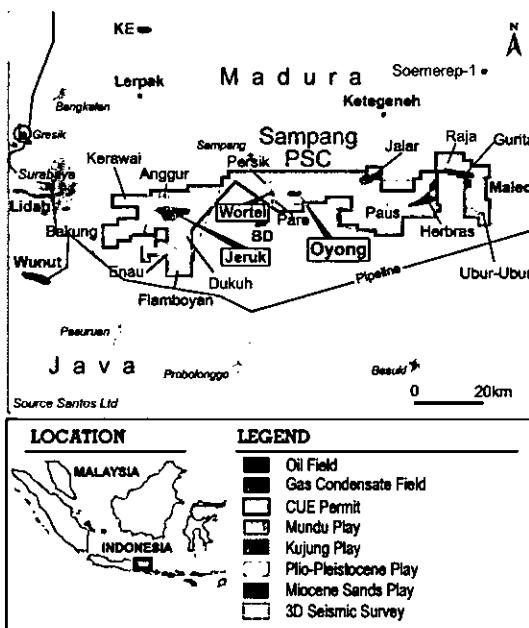 KE
N
Lerpak
Madura
Soemerep-1
Bangkalan
Ketegeneh
Gresik
Sampang
Sampang
PSC
Raja
Gurita
Surabaya
Kerawai
Anggur
Persik
Jalar
Lidah
Wortel
Pare
Paus
Maleo
Bakung
BD
Oyong
Herbras
Wunut
Jeruk
Enau
Dukuh
Ubur-Ubur
Flamboyan
Pipeline
Pasuruan
Java
Probolonggo
Besuki
0 20km
Source Santos Ltd
LOCATION
MALAYSIA
INDONESIA
LEGEND
Oil Field
Gas Condensate Field
CUE Permit
Mundu Play
Kujung Play
Plio-Pleistocene Play
Miocene Sands Play
3D Seismic Survey